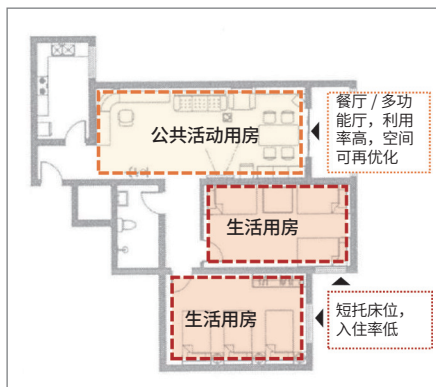 公共活动用房
餐厅 / 多功
能厅，利用
率高，空间
可再优化
生活用房
生活用房
短托床位，
入住率低